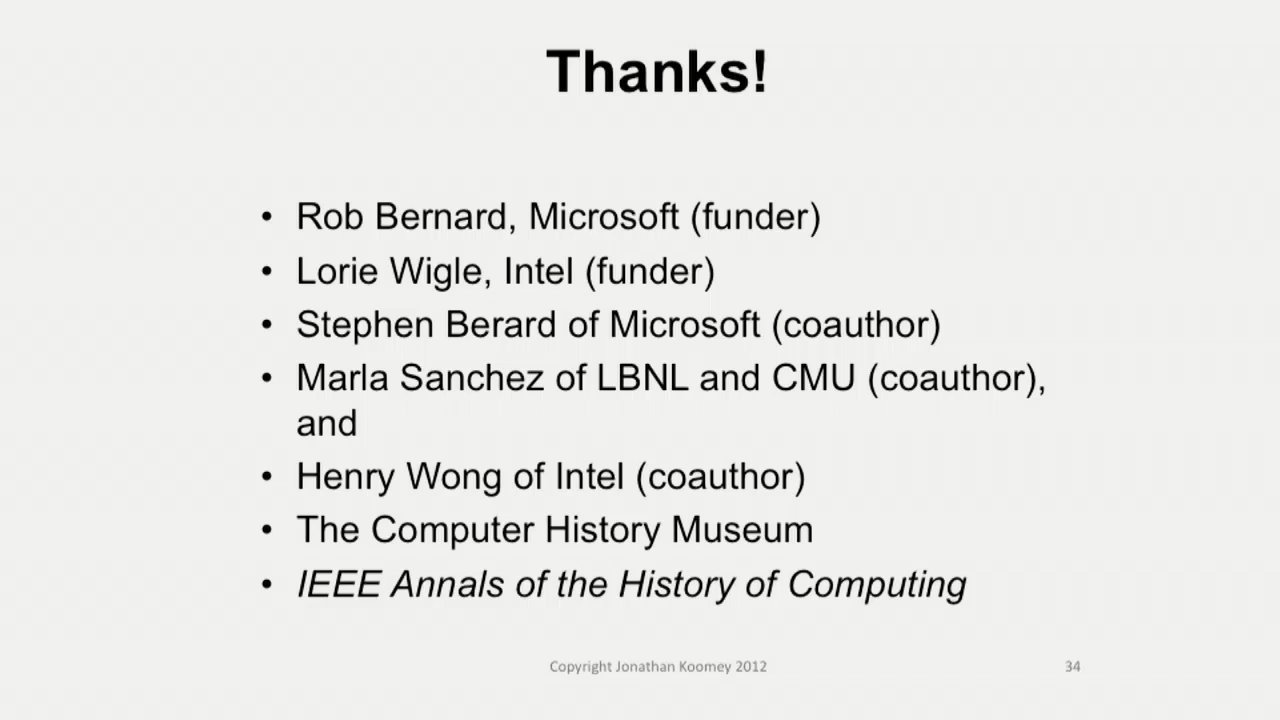 Thanks!
• Rob Bernard, Microsoft (funder)
• Lorie Wigle, Intel (funder)
• Stephen Berard of Microsoft (coauthor)
• Marla Sanchez of LBNL and CMU (coauthor),
and
• Henry Wong of Intel (coauthor)
• The Computer History Museum
• IEEE Annals of the History of Computing
Copyright Jonathan Koomey 2012 34